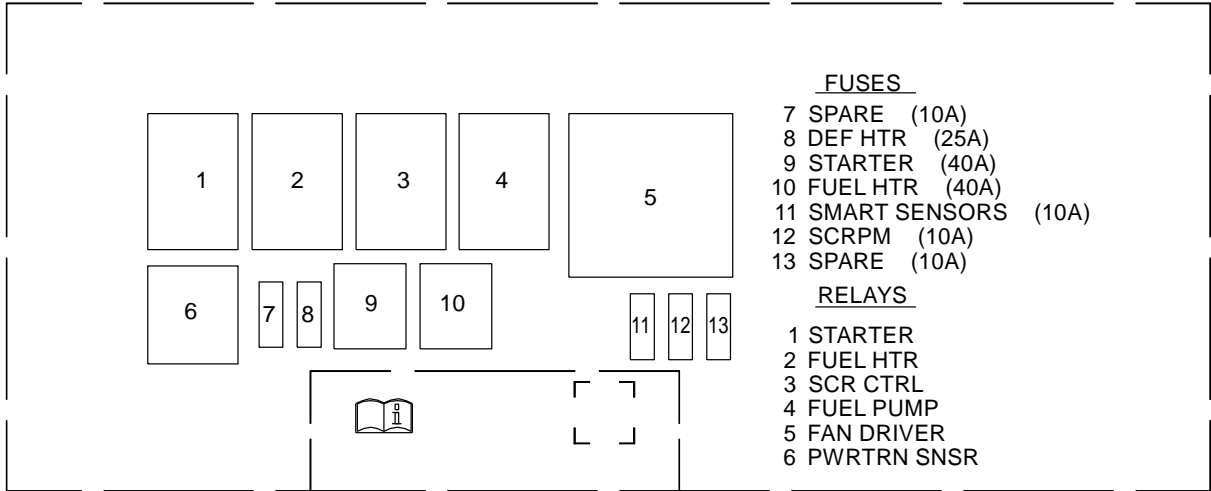 FUSES
7 SPARE (10A)
8 DEF HTR (25A)
9 STARTER (40A)
10 FUEL HTR (40A)
11 SMART SENSORS (10A)
12 SCRPM (10A)
13 SPARE (10A)
RELAYS
1 STARTER
2 FUEL HTR
3 SCR CTRL
4 FUEL PUMP
5 FAN DRIVER
6 PWRTRN SNSR
1 2 3 4 5
6 7 8 9 10 11 12 13
i